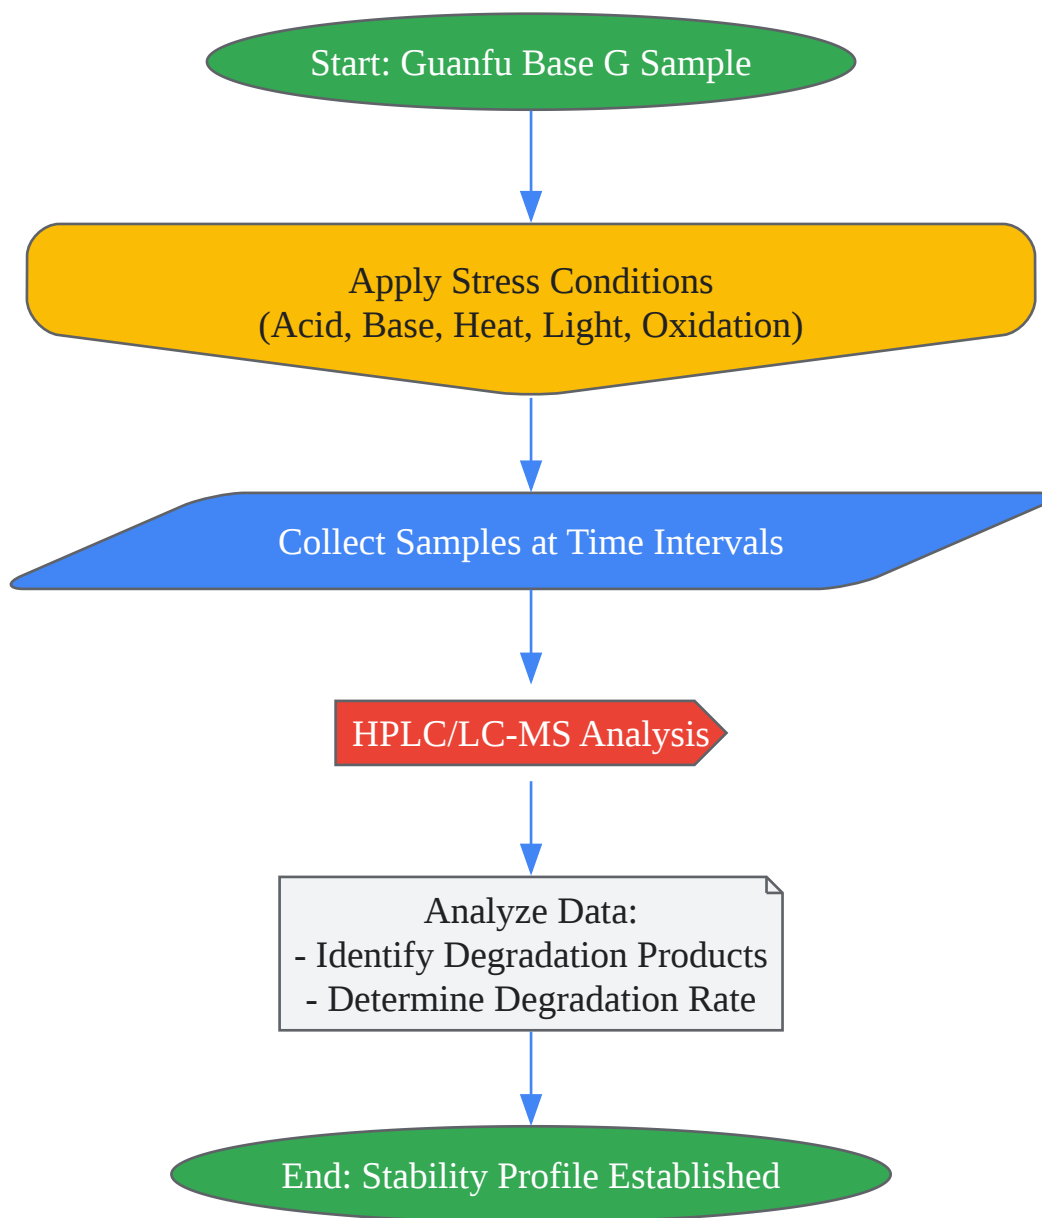 Start: Guanfu Base G Sample
Apply Stress Conditions
(Acid, Base, Heat, Light, Oxidation)
Collect Samples at Time Intervals
HPLC/LC-MS Analysis
Analyze Data:
- Identify Degradation Products
- Determine Degradation Rate
End: Stability Profile Established